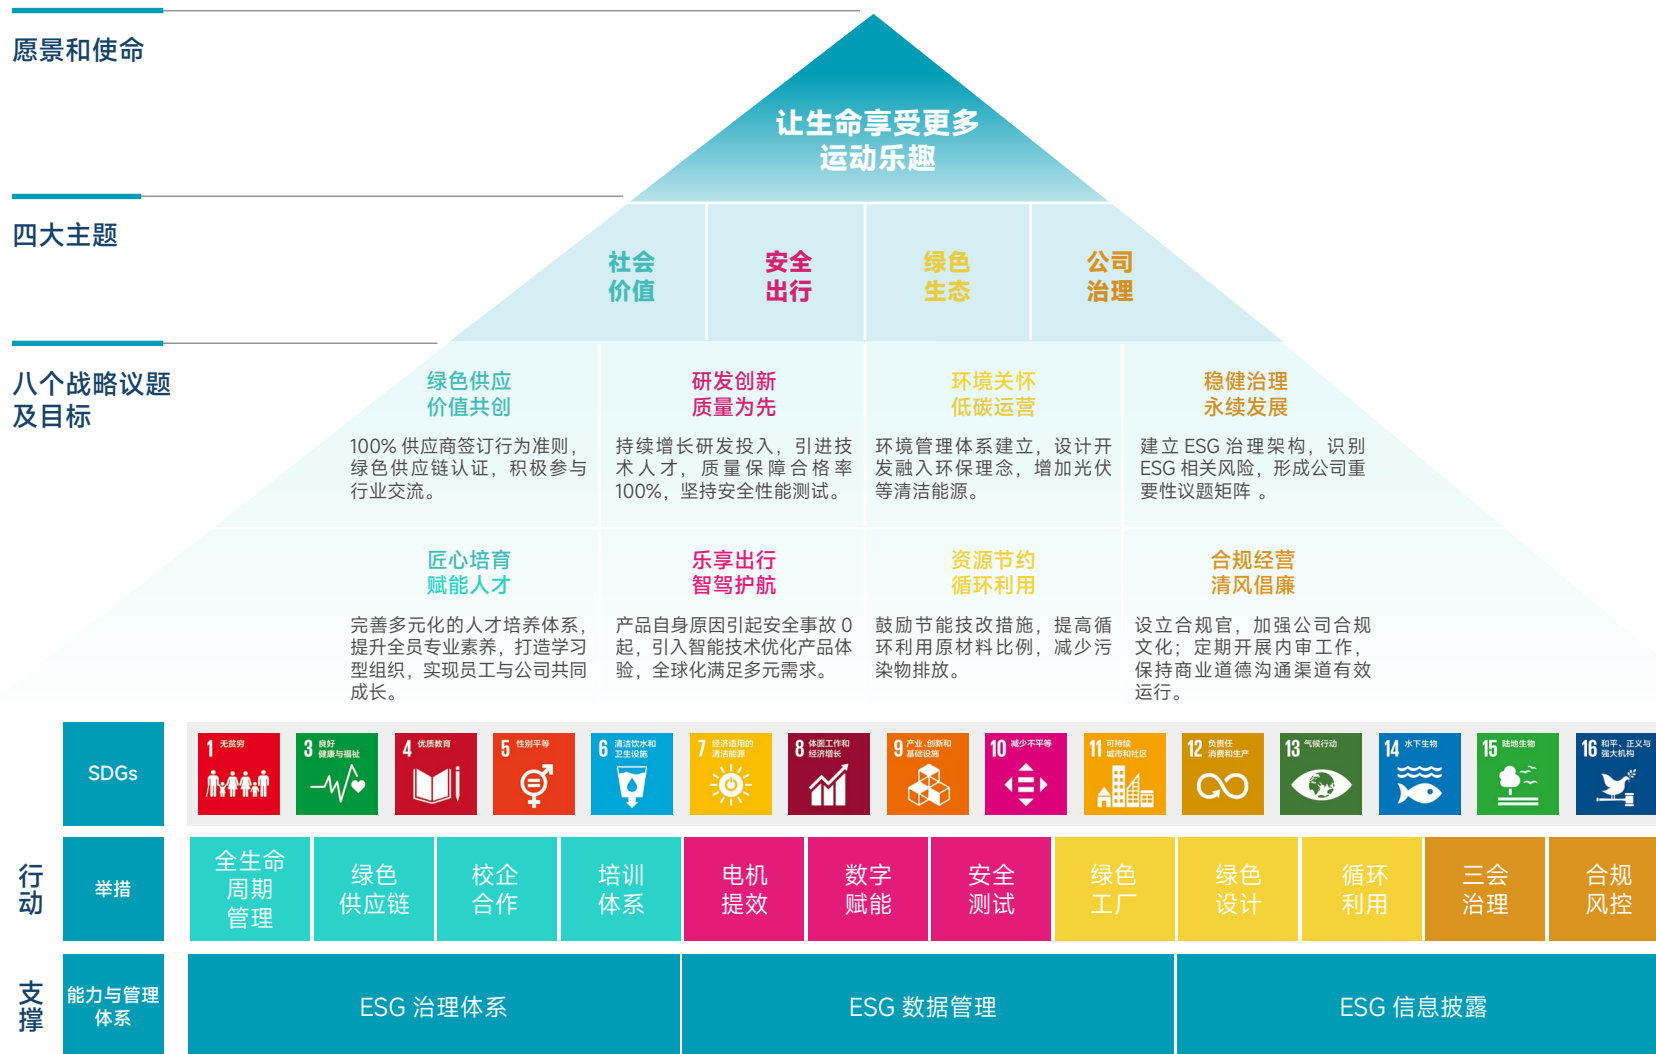 愿景和使命
让生命享受更多
运动乐趣
四大主题
社会
价值
安全
出行
绿色
生态
公司
治理
八个战略议题
及目标
绿色供应
价值共创
100% 供应商签订行为准则，
绿色供应链认证，积极参与
行业交流。
研发创新
质量为先
持续增长研发投入，引进技
术人才，质量保障合格率
100%，坚持安全性能测试。
环境关怀
低碳运营
环境管理体系建立，设计开
发融入环保理念，增加光伏
等清洁能源。
稳健治理
永续发展
建立 ESG 治理架构，识别
ESG 相关风险，形成公司重
要性议题矩阵 。
匠心培育
赋能人才
完善多元化的人才培养体系，
提升全员专业素养，打造学习
型组织，实现员工与公司共同
成长。
乐享出行
智驾护航
产品自身原因引起安全事故 0
起，引入智能技术优化产品体
验，全球化满足多元需求。
资源节约
循环利用
鼓励节能技改措施，提高循
环利用原材料比例，减少污
染物排放。
合规经营
清风倡廉
设立合规官，加强公司合规
文化；定期开展内审工作，
保持商业道德沟通渠道有效
运行。
SDGs
1 无贫穷
3 良好
健康与福祉
4 优质教育
5 性别平等
6 清洁饮水和
卫生设施
7 经济适用的
清洁能源
8 体面工作和
经济增长
9 产业、创新和
基础设施
10 减少不平等
11 可持续
城市和社区
12 负责任
消费和生产
13 气候行动
14 水下生物
15 陆地生物
16 和平、正义与
强大机构
行动
举措
全生命
周期
管理
绿色
供应链
校企
合作
培训
体系
电机
提效
数字
赋能
安全
测试
绿色
工厂
绿色
设计
循环
利用
三会
治理
合规
风控
支撑
能力与管理
体系
ESG 治理体系
ESG 数据管理
ESG 信息披露